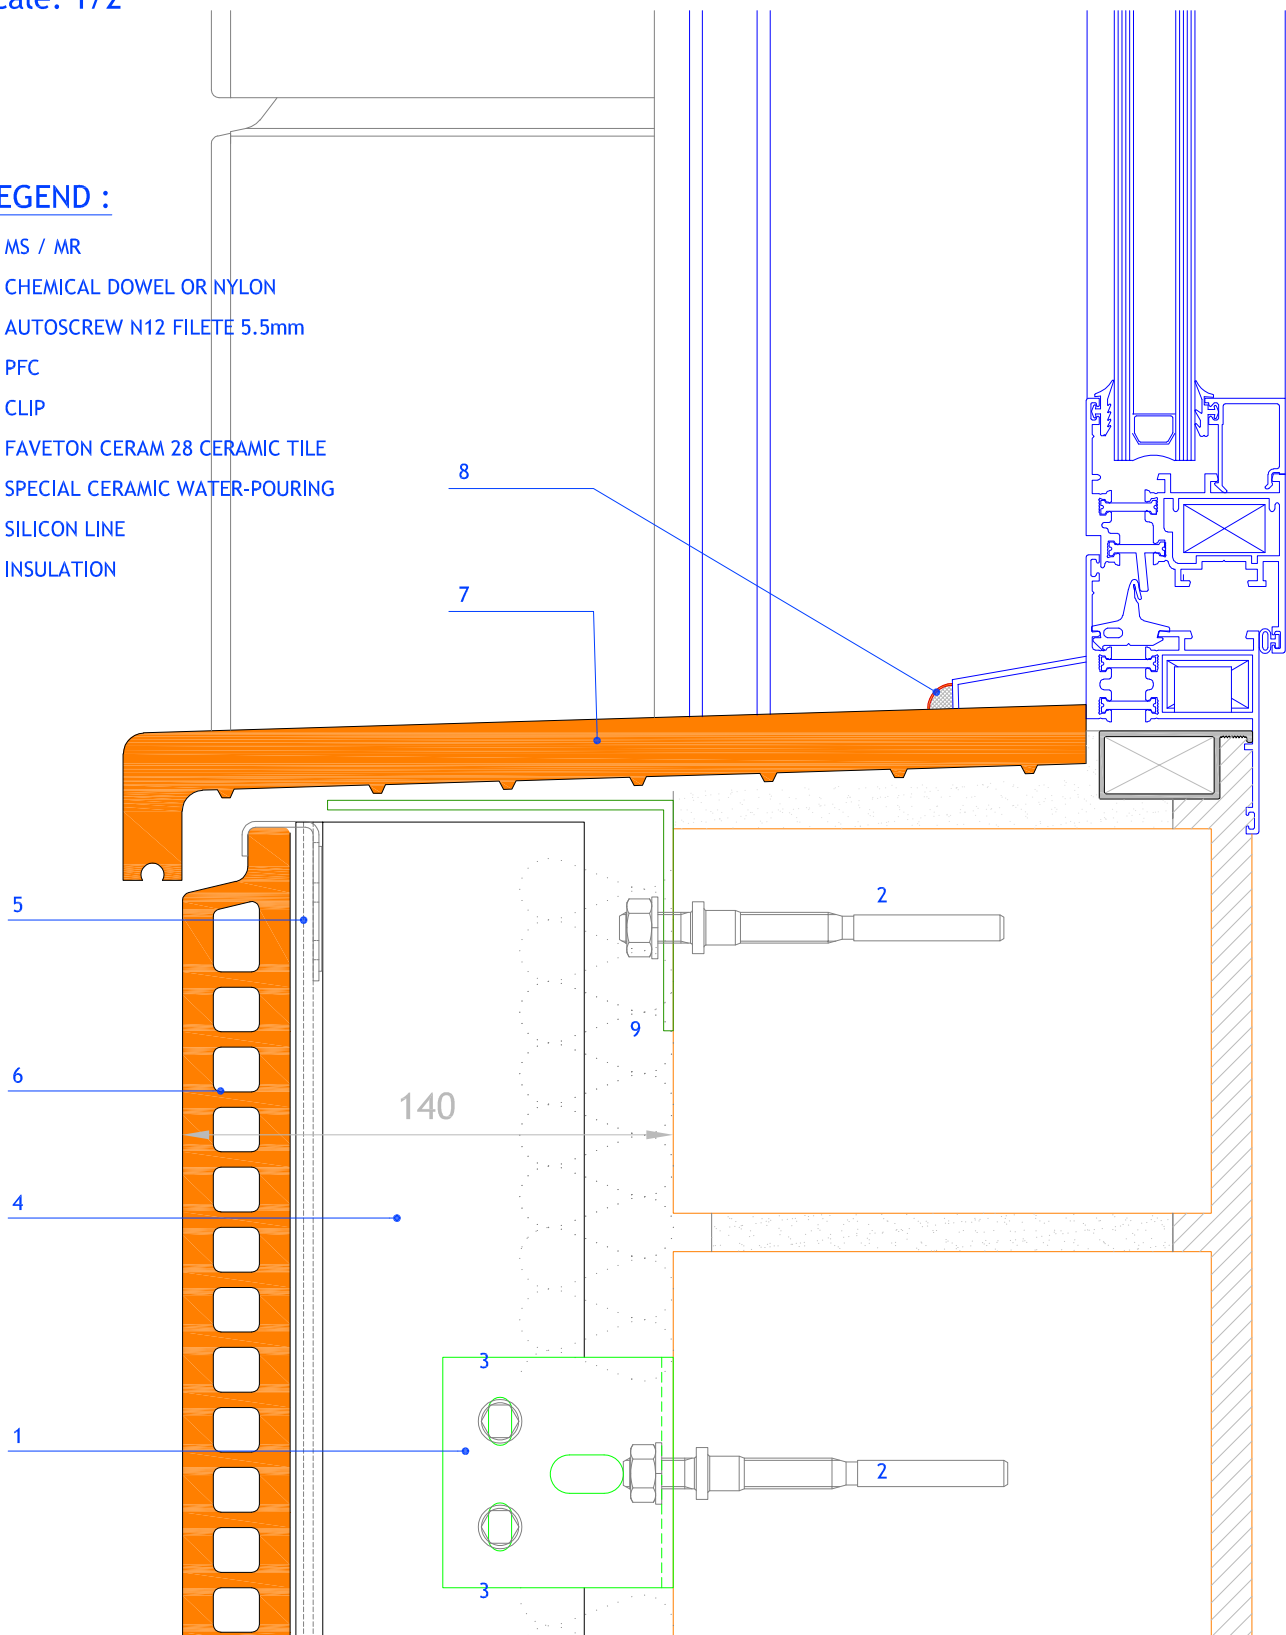 cale: 1/2
EGEND :
MS / MR
CHEMICAL DOWEL OR NYLON
AUTOSCREW N12 FILETE 5.5mm
PFC
CLIP
FAVETON CERAM 28 CERAMIC TILE
SPECIAL CERAMIC WATER-POURING
SILICON LINE
INSULATION
8
7
5
2
9
6
140
4
3
1
2
3